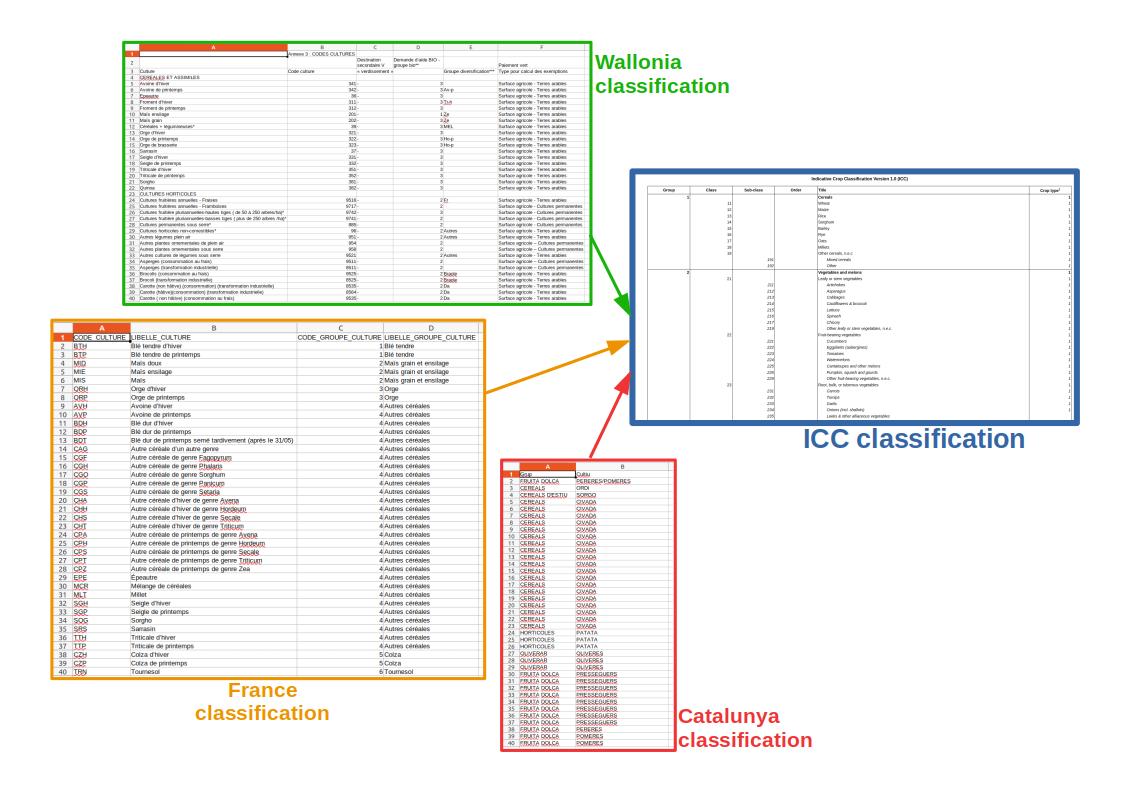 A B C D E F
1 Annexe 3 : CODES CULTURES
2 Destination secondaire V Demande d'aide BIO - groupe bio** Paiement vert
3 Culture Code culture « verdissement » Groupe diversification*** Type pour calcul des exemptions
4 CEREALES ET ASSIMILES
5 Avoine d'hiver 341 - 3 Surface agricole - Terres arables
6 Avoine de printemps 342 - 3 Av-p Surface agricole - Terres arables
7 Epeautre 36 - 3 Surface agricole - Terres arables
8 Froment d'hiver 311 - 3 Surface agricole - Terres arables
9 Froment de printemps 312 - 3 Surface agricole - Terres arables
10 Maïs ensilage 201 - 1 Ze Surface agricole - Terres arables
11 Maïs grain 202 - 3 Ze Surface agricole - Terres arables
12 Céréales + légumineuses* 39 - 3 MEL Surface agricole - Terres arables
13 Orge d'hiver 321 - 3 Surface agricole - Terres arables
14 Orge de printemps 322 - 3 Ho-p Surface agricole - Terres arables
15 Orge de brasserie 323 - 3 Ho-p Surface agricole - Terres arables
16 Sarrasin 37 - 3 Surface agricole - Terres arables
17 Seigle d'hiver 331 - 3 Surface agricole - Terres arables
18 Seigle de printemps 332 - 3 Surface agricole - Terres arables
19 Triticale d'hiver 351 - 3 Surface agricole - Terres arables
20 Triticale de printemps 352 - 3 Surface agricole - Terres arables
21 Sorgho 381 - 3 Surface agricole - Terres arables
22 Quinoa 382 - 3 Surface agricole - Terres arables
23 CULTURES HORTICOLES
24 Cultures fruitières annuelles - Fraises 9516 - 2 Fr Surface agricole - Terres arables
25 Cultures fruitières annuelles - Framboises 9717 - 2 Surface agricole - Cultures permanentes
26 Cultures fruitière pluriannuelles-hautes tiges ( de 50 à 250 arbres/ha)* 9742 - 3 Surface agricole - Cultures permanentes
27 Cultures fruitière pluriannuelles-basses tiges ( plus de 250 arbres /ha)* 9741 - 2 Surface agricole - Cultures permanentes
28 Cultures permanentes sous serre* 985 - 2 Surface agricole - Cultures permanentes
29 Cultures horticoles non-comestibles* 96 - 2 Autres Surface agricole - Terres arables
30 Autres légumes plein air 951 - 2 Autres Surface agricole - Terres arables
31 Autres plantes ornementales de plein air 954 2 Surface agricole – Cultures permanentes
32 Autres plantes ornementales sous serre 958 2 Surface agricole – Cultures permanentes
33 Autres cultures de légumes sous serre 9521 2 Autres Surface agricole - Terres arables
34 Asperges (consommation au frais) 9511 - 2 Surface agricole – Cultures permanentes
35 Asperges (transformation industrielle) 9531 - 2 Surface agricole – Cultures permanentes
36 Brocolis (consommation au frais) 9525 - 2 Surface agricole - Terres arables
37 Brocoli (transformation industrielle) 9525 - 2 Surface agricole - Terres arables
38 Carotte (non hâtive) (consommation) (transformation industrielle) 9535 - 2 Da Surface agricole - Terres arables
39 Carotte (hâtive)(consommation) (transformation industrielle) 9564 - 2 Da Surface agricole - Terres arables
40 Carotte ( non hâtive) (consommation au frais) 9535 - 2 Da Surface agricole - Terres arables
Wallonia
classification
Indicative Crop Classification Version 1.0 (ICC)
Group Class Sub-class Order Title Crop type¹
1 Cereals 1
11 Wheat 1
12 Maize 1
13 Rice 1
14 Sorghum 1
15 Barley 1
16 Rye 1
17 Oats 1
18 Millets 1
19 Other cereals, n.e.c. 1
191 Mixed cereals 1
192 Other 1
2 Vegetables and melons 1
21 Leafy or stem vegetables 1
211 Artichokes 1
212 Asparagus 1
213 Cabbages 1
214 Cauliflowers & broccoli 1
215 Lettuce 1
216 Spinach 1
217 Chicory 1
219 Other leafy or stem vegetables, n.e.c. 1
22 Fruit-bearing vegetables 1
221 Cucumbers 1
222 Eggplants (aubergines) 1
223 Tomatoes 1
224 Watermelons 1
225 Cantaloupes and other melons 1
226 Pumpkin, squash and gourds 1
229 Other fruit-bearing vegetables, n.e.c. 1
23 Root, bulb, or tuberous vegetables 1
231 Carrots 1
232 Turnips 1
233 Garlic 1
234 Onions (incl. shallots) 1
235 Leeks & other alliaceous vegetables
ICC classification
A B C D
1 CODE_CULTURE LIBELLE_CULTURE CODE_GROUPE_CULTURE LIBELLE_GROUPE_CULTURE
2 BTH Blé tendre d'hiver 1 Blé tendre
3 BTP Blé tendre de printemps 1 Blé tendre
4 MID Maïs doux 2 Maïs grain et ensilage
5 MIE Maïs ensilage 2 Maïs grain et ensilage
6 MIS Maïs 2 Maïs grain et ensilage
7 ORH Orge d'hiver 3 Orge
8 ORP Orge de printemps 3 Orge
9 AVH Avoine d'hiver 4 Autres céréales
10 AVP Avoine de printemps 4 Autres céréales
11 BDH Blé dur d'hiver 4 Autres céréales
12 BDP Blé dur de printemps 4 Autres céréales
13 BDT Blé dur de printemps semé tardivement (après le 31/05) 4 Autres céréales
14 CAG Autre céréale d'un autre genre 4 Autres céréales
15 CGF Autre céréale de genre Fagopyrum 4 Autres céréales
16 CGH Autre céréale de genre Phalaris 4 Autres céréales
17 CGO Autre céréale de genre Sorghum 4 Autres céréales
18 CGP Autre céréale de genre Panicum 4 Autres céréales
19 CGS Autre céréale de genre Setaria 4 Autres céréales
20 CHA Autre céréale d'hiver de genre Avena 4 Autres céréales
21 CHH Autre céréale d'hiver de genre Hordeum 4 Autres céréales
22 CHS Autre céréale d'hiver de genre Secale 4 Autres céréales
23 CHT Autre céréale d'hiver de genre Triticum 4 Autres céréales
24 CPA Autre céréale de printemps de genre Avena 4 Autres céréales
25 CPH Autre céréale de printemps de genre Hordeum 4 Autres céréales
26 CPS Autre céréale de printemps de genre Secale 4 Autres céréales
27 CPT Autre céréale de printemps de genre Triticum 4 Autres céréales
28 CPZ Autre céréale de printemps de genre Zea 4 Autres céréales
29 EPE Épeautre 4 Autres céréales
30 MCR Mélange de céréales 4 Autres céréales
31 MLT Millet 4 Autres céréales
32 SGH Seigle d'hiver 4 Autres céréales
33 SGP Seigle de printemps 4 Autres céréales
34 SOG Sorgho 4 Autres céréales
35 SRS Sarrasin 4 Autres céréales
36 TTH Triticale d'hiver 4 Autres céréales
37 TTP Triticale de printemps 4 Autres céréales
38 CZH Colza d'hiver 5 Colza
39 CZP Colza de printemps 5 Colza
40 TRN Tournesol 6 Tournesol
France
classification
A B
1 Grup Cultiu
2 FRUITA DOLCA PERERES/POMERES
3 CEREALS ORDI
4 CEREALS D'ESTIU SORGO
5 CEREALS CIVADA
6 CEREALS CIVADA
7 CEREALS CIVADA
8 CEREALS CIVADA
9 CEREALS CIVADA
10 CEREALS CIVADA
11 CEREALS CIVADA
12 CEREALS CIVADA
13 CEREALS CIVADA
14 CEREALS CIVADA
15 CEREALS CIVADA
16 CEREALS CIVADA
17 CEREALS CIVADA
18 CEREALS CIVADA
19 CEREALS CIVADA
20 CEREALS CIVADA
21 CEREALS CIVADA
22 CEREALS CIVADA
23 CEREALS CIVADA
24 HORTICOLES PATATA
25 HORTICOLES PATATA
26 HORTICOLES PATATA
27 OLIVERAR OLIVERES
28 OLIVERAR OLIVERES
29 OLIVERAR OLIVERES
30 FRUITA DOLCA PRESSEGUERS
31 FRUITA DOLCA PRESSEGUERS
32 FRUITA DOLCA PRESSEGUERS
33 FRUITA DOLCA PRESSEGUERS
34 FRUITA DOLCA PRESSEGUERS
35 FRUITA DOLCA PRESSEGUERS
36 FRUITA DOLCA PRESSEGUERS
37 FRUITA DOLCA PRESSEGUERS
38 FRUITA DOLCA PERERES
39 FRUITA DOLCA POMERES
40 FRUITA DOLCA POMERES
Catalunya
classification